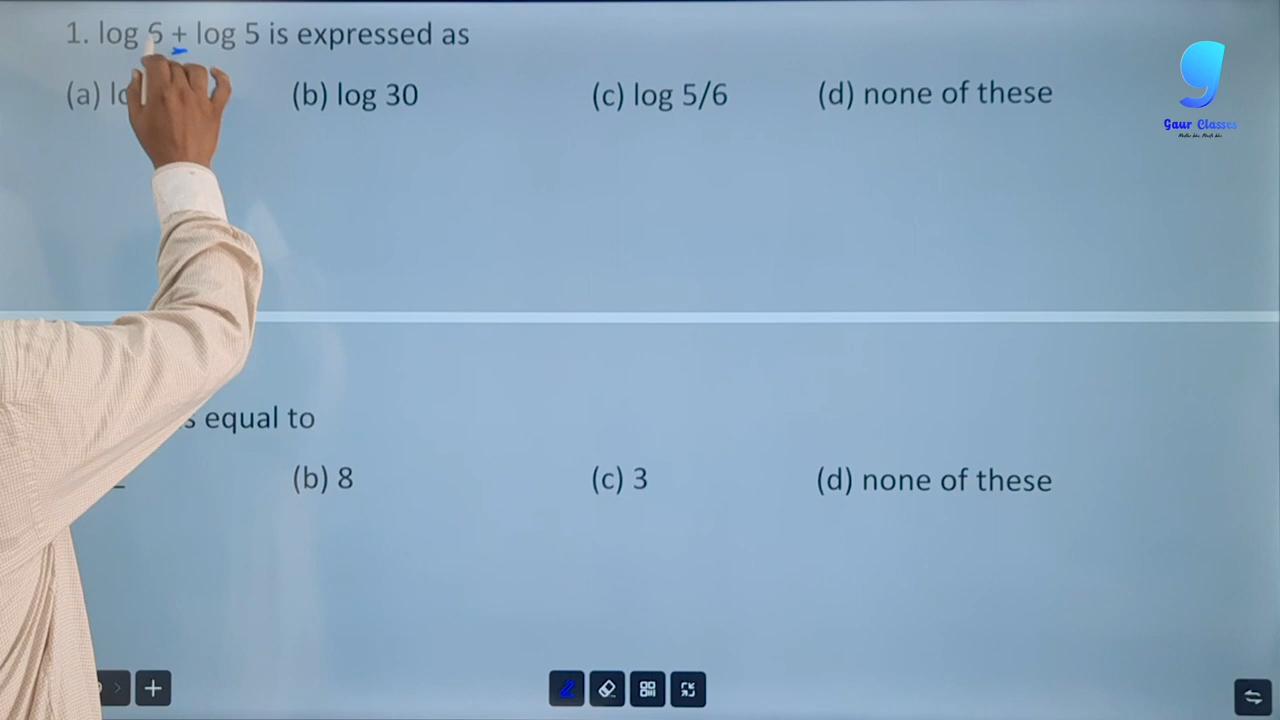 1. log 6 + log 5 is expressed as
(a) (b) log 30 (c) log 5/6 (d) none of these
Gaur Classes
equal to
(b) 8 (c) 3 (d) none of these